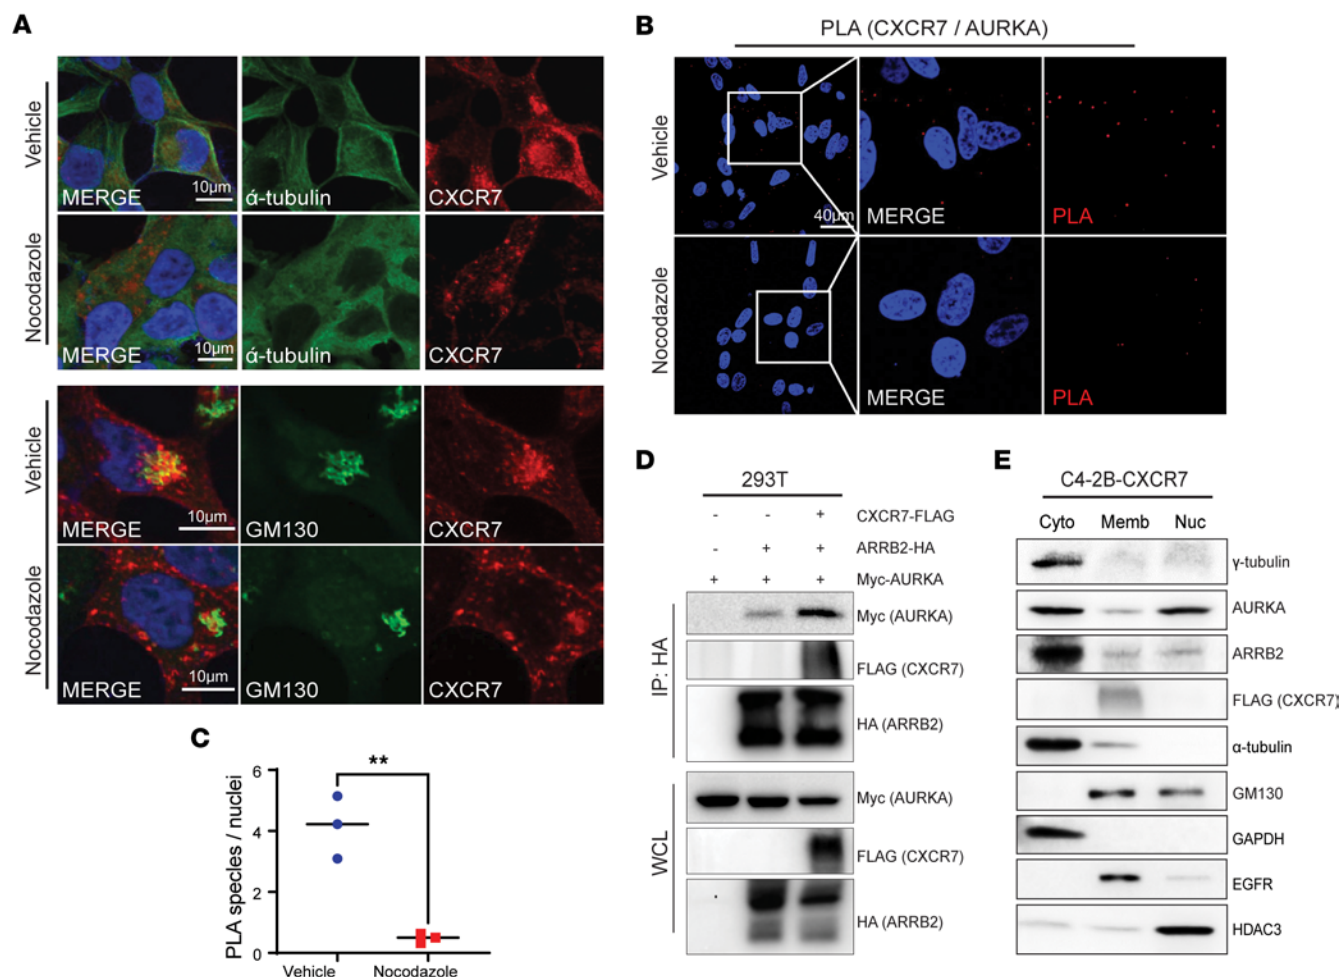 A
Vehicle
MERGE
10µm
ά-tubulin
CXCR7
Nocodazole
MERGE
10µm
ά-tubulin
CXCR7
Vehicle
MERGE
10µm
GM130
CXCR7
Nocodazole
MERGE
10µm
GM130
CXCR7
B
PLA (CXCR7 / AURKA)
Vehicle
40µm
MERGE
PLA
Nocodazole
MERGE
PLA
C
PLA species / nuclei
6
4
2
0
**
Vehicle
Nocodazole
D
293T
- - + CXCR7-FLAG
- + + ARRB2-HA
+ + + Myc-AURKA
IP: HA
Myc (AURKA)
FLAG (CXCR7)
HA (ARRB2)
WCL
Myc (AURKA)
FLAG (CXCR7)
HA (ARRB2)
E
C4-2B-CXCR7
Cyto Memb Nuc
γ-tubulin
AURKA
ARRB2
FLAG (CXCR7)
α-tubulin
GM130
GAPDH
EGFR
HDAC3